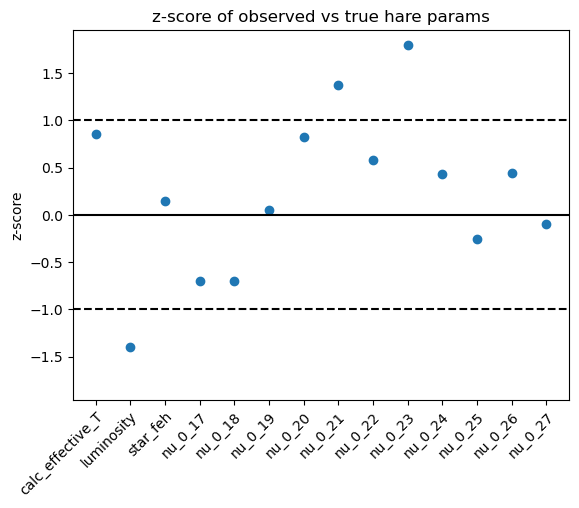 z-score of observed vs true hare params
z-score
1.5
1.0
0.5
0.0
−0.5
−1.0
−1.5
calc_effective_T
luminosity
star_feh
nu_0_17
nu_0_18
nu_0_19
nu_0_20
nu_0_21
nu_0_22
nu_0_23
nu_0_24
nu_0_25
nu_0_26
nu_0_27